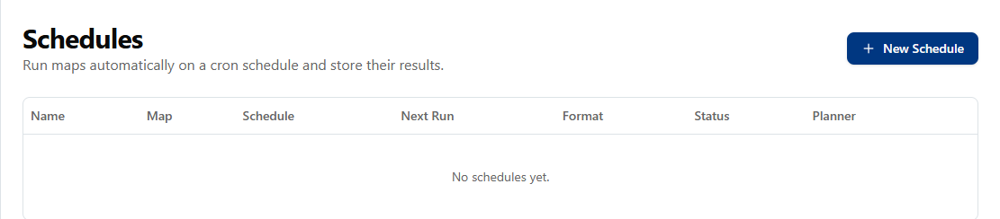 Schedules
Run maps automatically on a cron schedule and store their results.
New Schedule
Name Map Schedule Next Run Format Status Planner
No schedules yet.